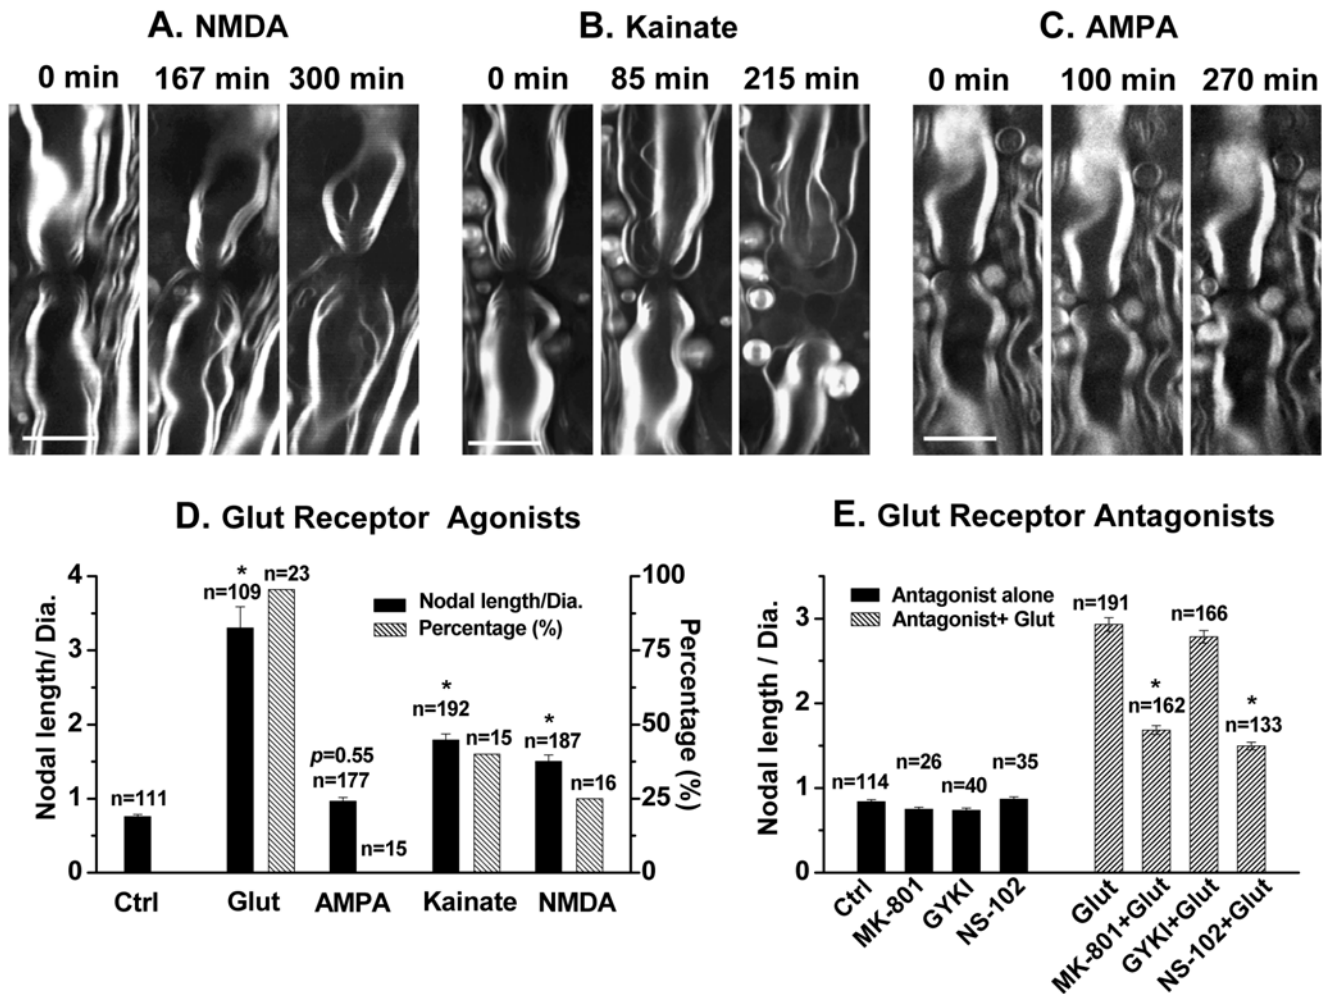 A. NMDA
B. Kainate
C. AMPA
0 min
167 min
300 min
0 min
85 min
215 min
0 min
100 min
270 min
D. Glut Receptor Agonists
Nodal length/ Dia.
4
3
2
1
0
n=111
n=109
*
n=23
p=0.55
n=177
n=15
*
n=192
n=15
*
n=187
n=16
Nodal length/Dia.
Percentage (%)
100
75
50
25
0
Percentage (%)
Ctrl
Glut
AMPA
Kainate
NMDA
E. Glut Receptor Antagonists
Nodal length / Dia.
3
2
1
0
Antagonist alone
Antagonist+ Glut
n=114
n=26
n=40
n=35
n=191
*
n=162
n=166
*
n=133
Ctrl
MK-801
GYKI
NS-102
Glut
MK-801+Glut
GYKI+Glut
NS-102+Glut